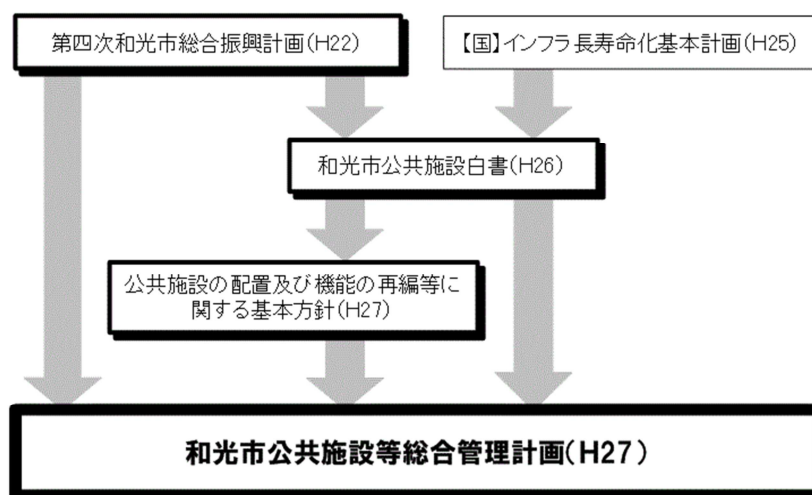 第四次和光市総合振興計画(H22)
【国】インフラ長寿命化基本計画(H25)
和光市公共施設白書(H26)
公共施設の配置及び機能の再編等に
関する基本方針(H27)
和光市公共施設等総合管理計画(H27)